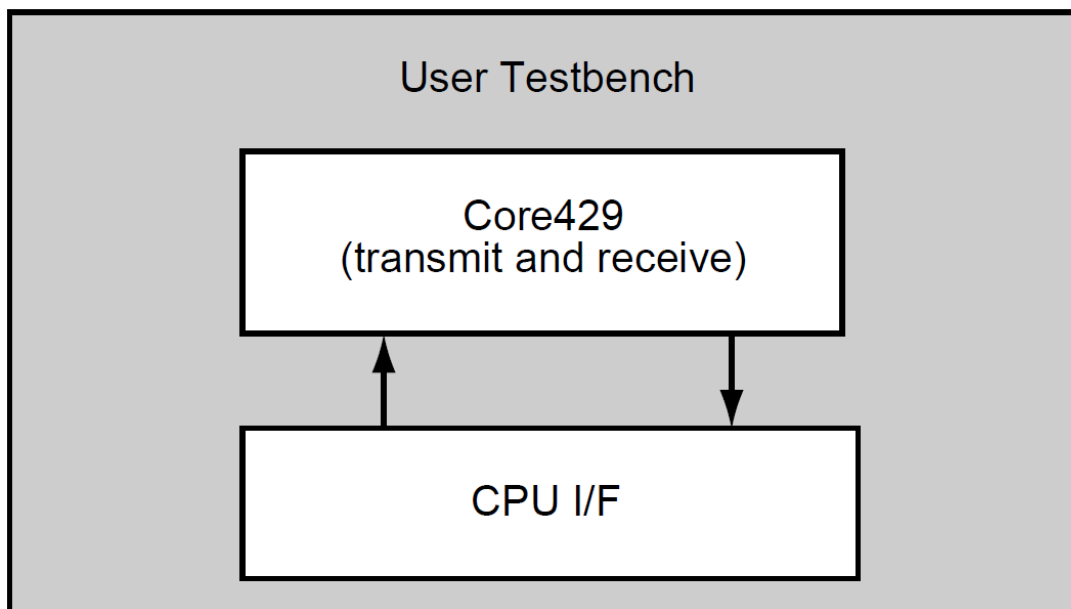 User Testbench
Core429
(transmit and receive)
CPU I/F